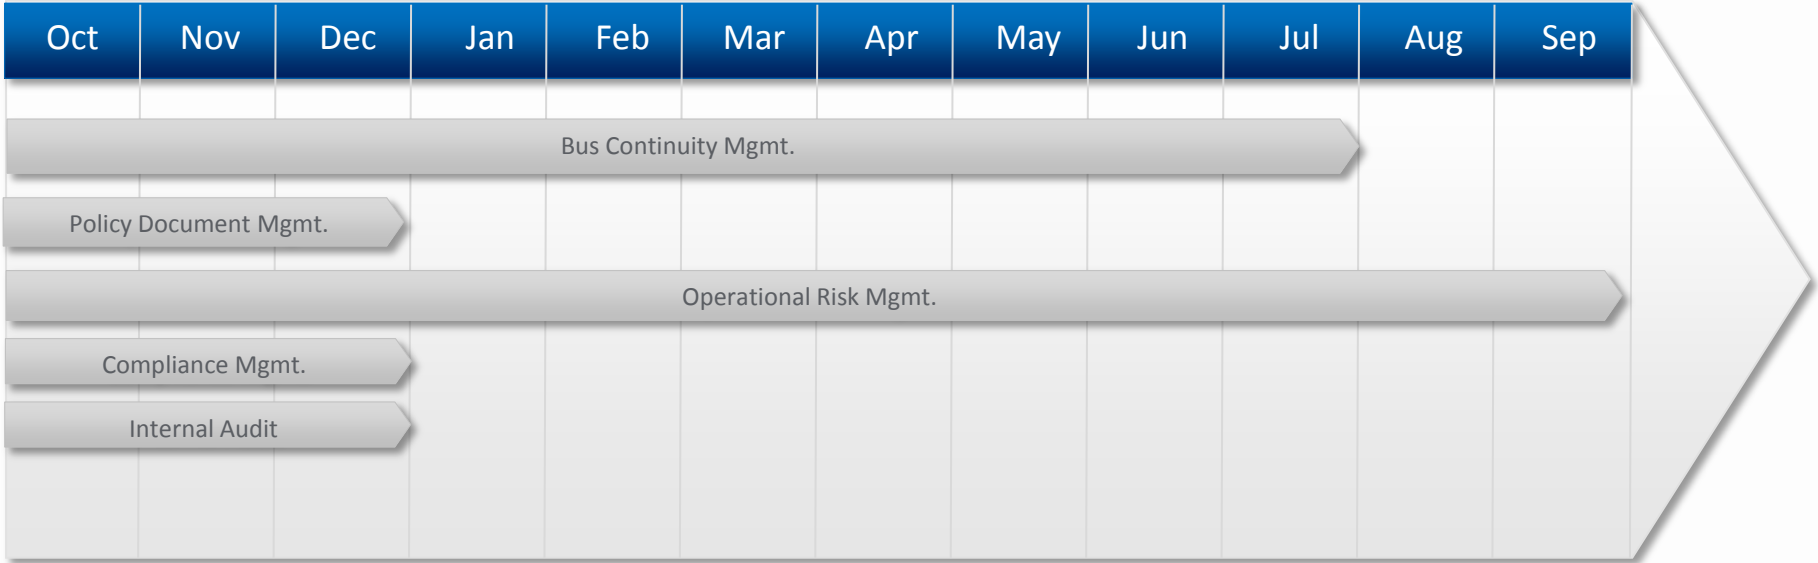 Oct Nov Dec Jan Feb Mar Apr May Jun Jul Aug Sep
Bus Continuity Mgmt.
Policy Document Mgmt.
Operational Risk Mgmt.
Compliance Mgmt.
Internal Audit